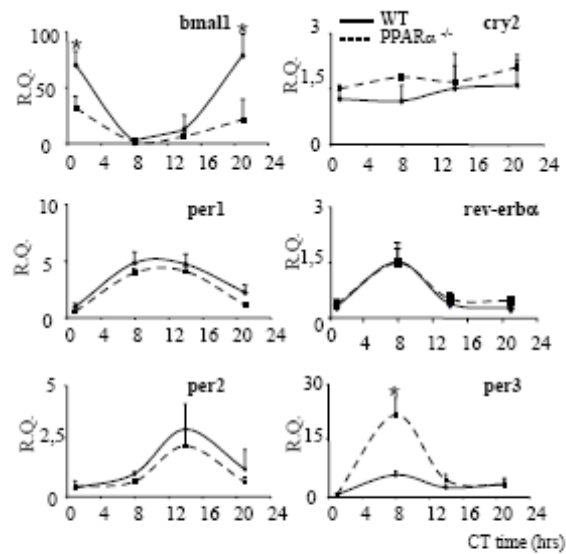 bmal1
100
50
0
R.Q.
*
*
0 4 8 12 16 20 24
WT
PPARα -/-
cry2
3
1,5
0
R.Q.
0 4 8 12 16 20 24
per1
10
5
0
R.Q.
0 4 8 12 16 20 24
rev-erbα
3
1,5
0
R.Q.
0 4 8 12 16 20 24
per2
5
2,5
0
R.Q.
0 4 8 12 16 20 24
per3
30
15
0
R.Q.
*
0 4 8 12 16 20 24
CT time (hrs)